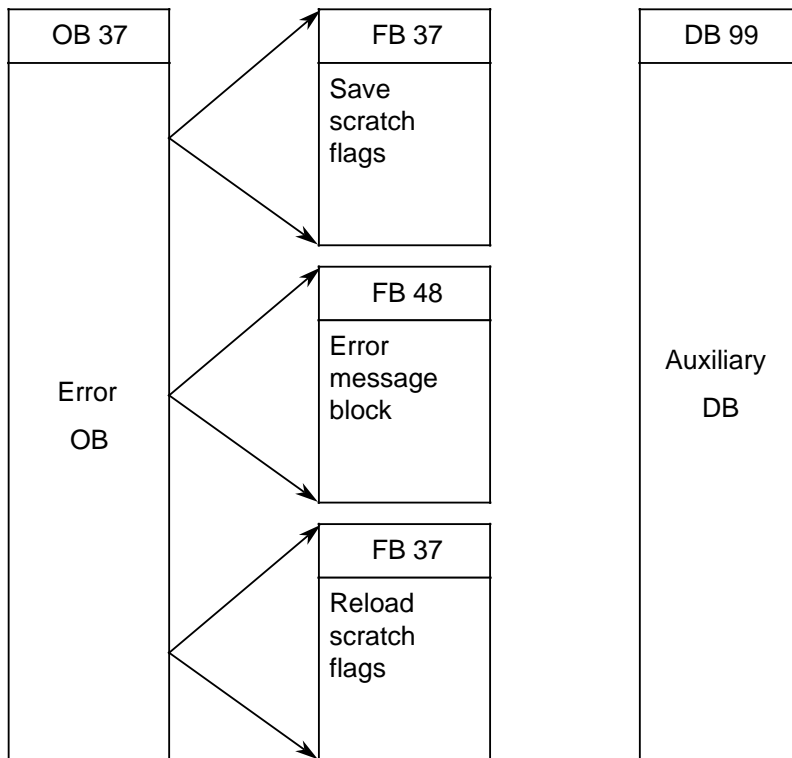 OB 37
Error
OB
FB 37
Save
scratch
flags
FB 48
Error
message
block
FB 37
Reload
scratch
flags
DB 99
Auxiliary
DB